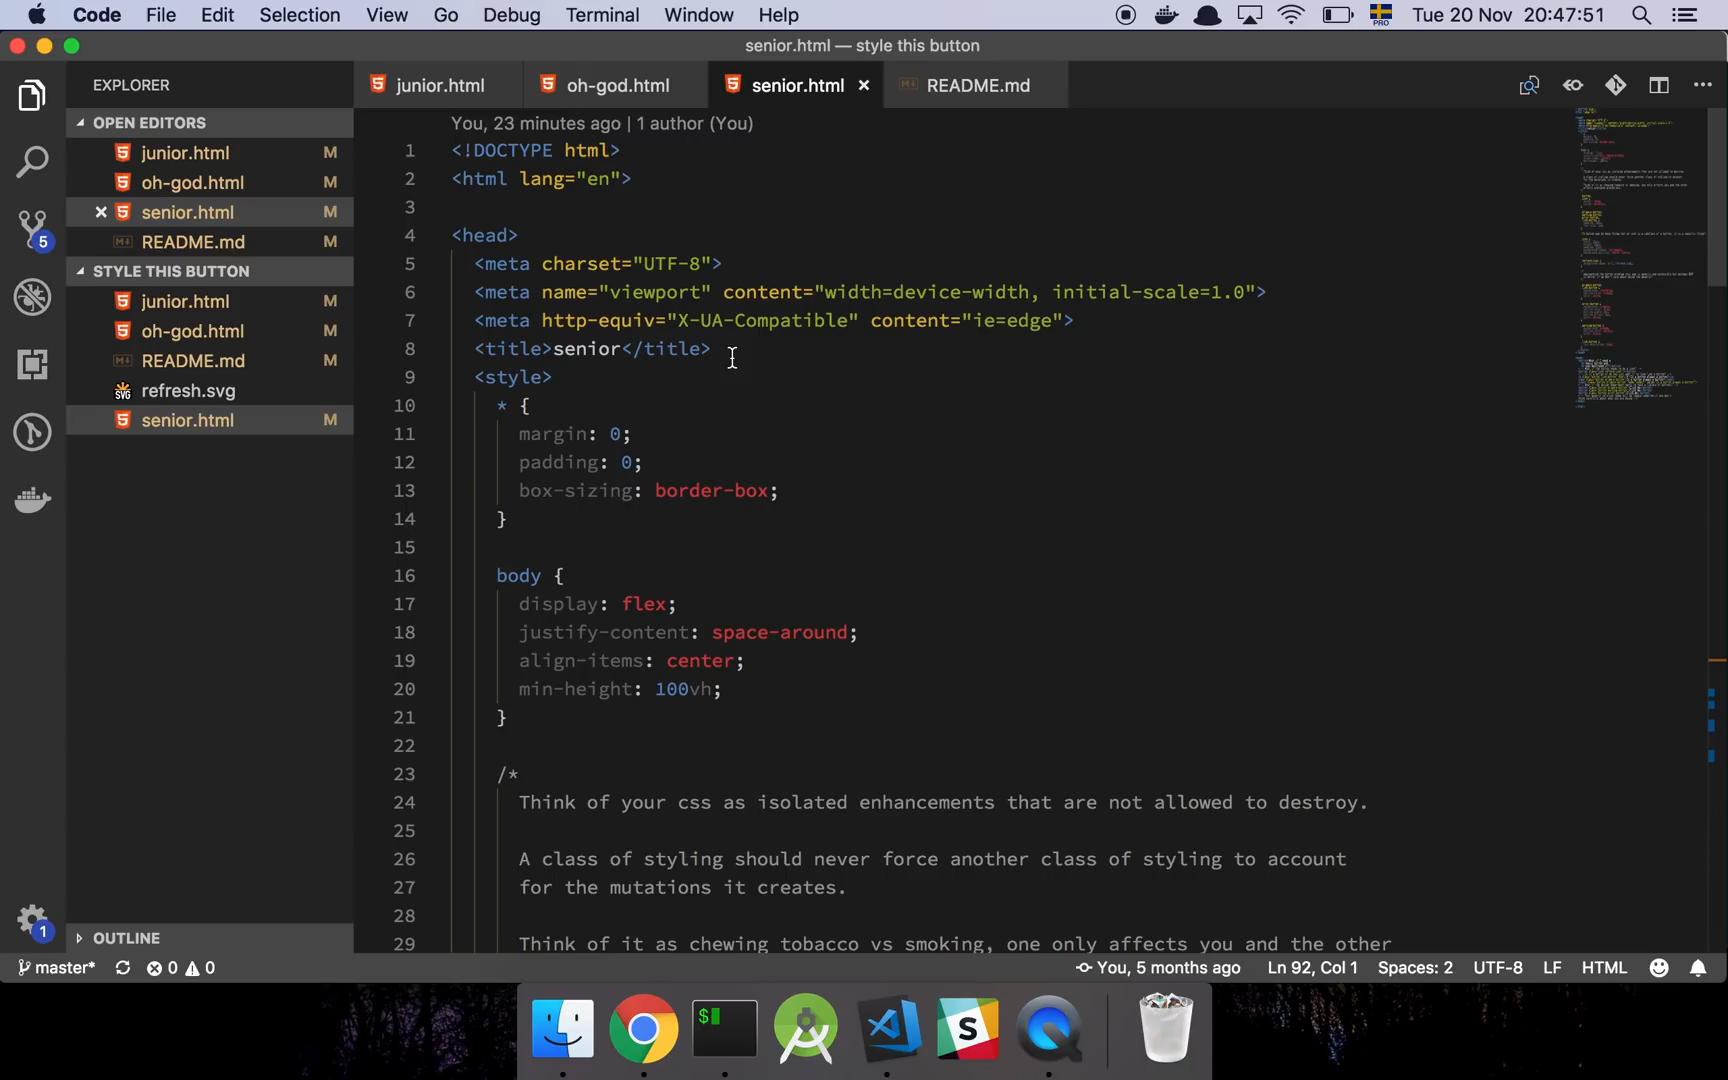 Code File Edit Selection View Go Debug Terminal Window Help PRO Tue 20 Nov 20:47:51
senior.html — style this button
EXPLORER
OPEN EDITORS
junior.html M
oh-god.html M
senior.html M
README.md M
STYLE THIS BUTTON
junior.html M
oh-god.html M
README.md M
SVG refresh.svg
senior.html M
5
1
OUTLINE
junior.html oh-god.html senior.html README.md
You, 23 minutes ago | 1 author (You)
1 <!DOCTYPE html>
2 <html lang="en">
3
4 <head>
5 <meta charset="UTF-8">
6 <meta name="viewport" content="width=device-width, initial-scale=1.0">
7 <meta http-equiv="X-UA-Compatible" content="ie=edge">
8 <title>senior</title>
9 <style>
10 * {
11 margin: 0;
12 padding: 0;
13 box-sizing: border-box;
14 }
15
16 body {
17 display: flex;
18 justify-content: space-around;
19 align-items: center;
20 min-height: 100vh;
21 }
22
23 /*
24 Think of your css as isolated enhancements that are not allowed to destroy.
25
26 A class of styling should never force another class of styling to account
27 for the mutations it creates.
28
29 Think of it as chewing tobacco vs smoking, one only affects you and the other
master* 0 0 You, 5 months ago Ln 92, Col 1 Spaces: 2 UTF-8 LF HTML
$
S